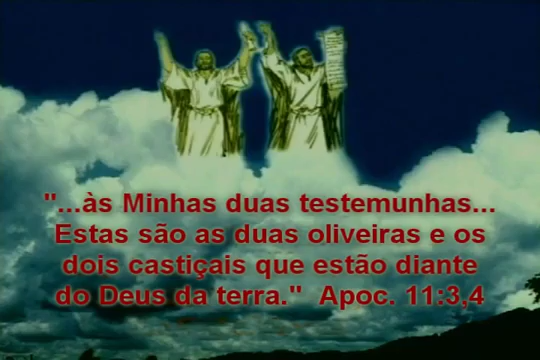 "...às Minhas duas testemunhas...
Estas são as duas oliveiras e os
dois castiçais que estão diante
do Deus da terra."  Apoc. 11:3,4